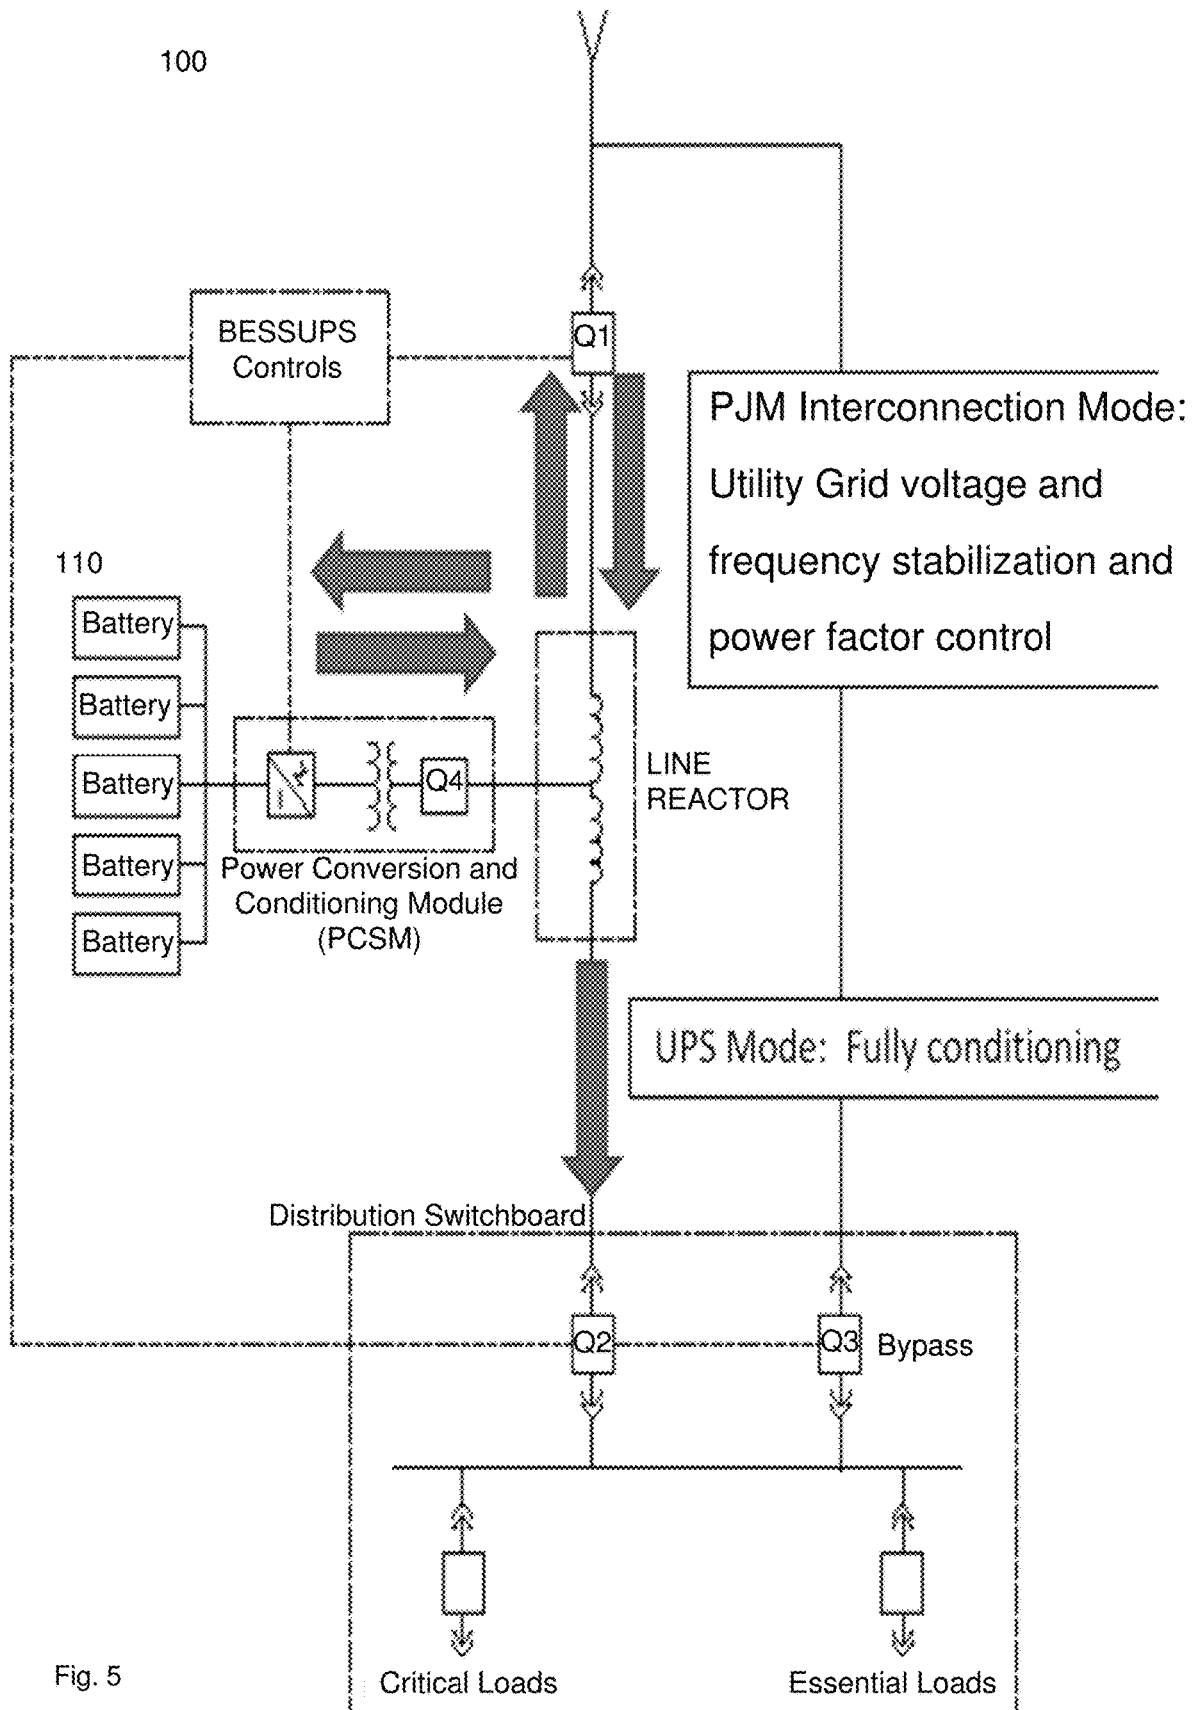 100
BESSUPS
Controls
Q1
PJM Interconnection Mode:
Utility Grid voltage and
frequency stabilization and
power factor control
110
Battery
Battery
Battery
Battery
Battery
Q4
Power Conversion and
Conditioning Module
(PCSM)
LINE
REACTOR
UPS Mode: Fully conditioning
Distribution Switchboard
Q2
Q3
Bypass
Critical Loads
Essential Loads
Fig. 5